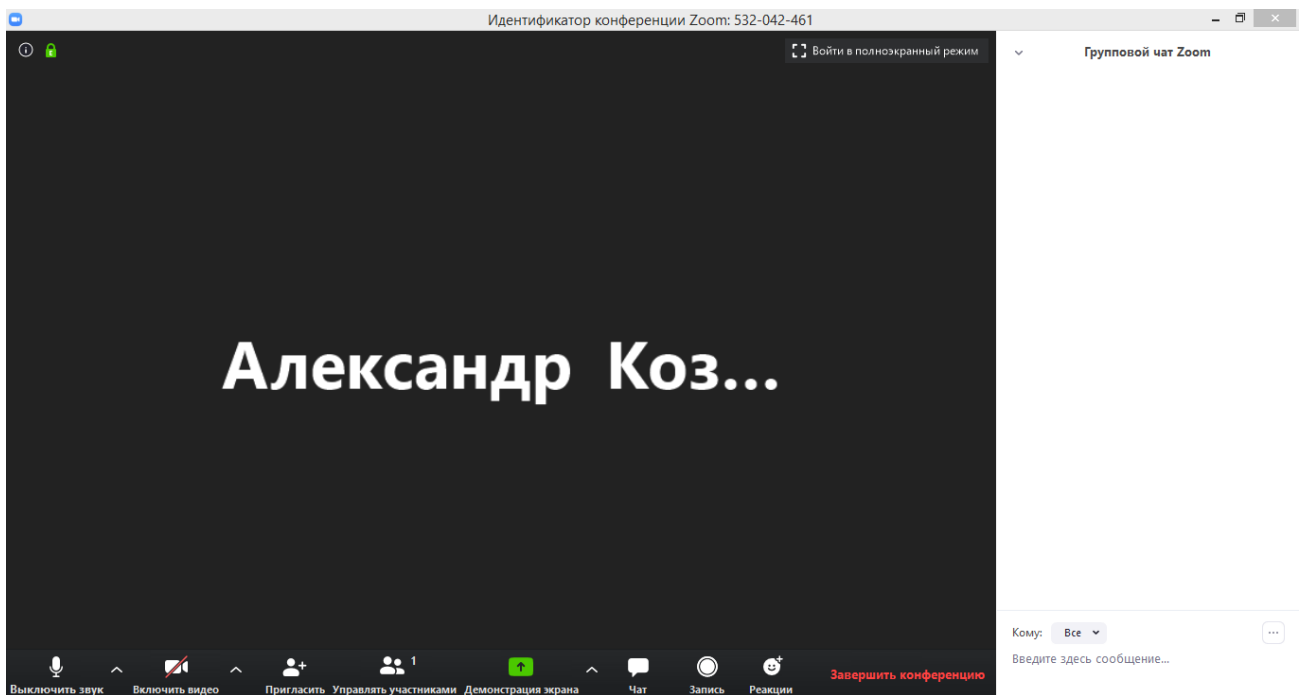 Идентификатор конференции Zoom: 532-042-461
Войти в полноэкранный режим
Групповой чат Zoom
Александр Коз...
Кому: Все
Введите здесь сообщение...
1
Выключить звук Включить видео Пригласить Управлять участниками Демонстрация экрана Чат Запись Реакции Завершить конференцию